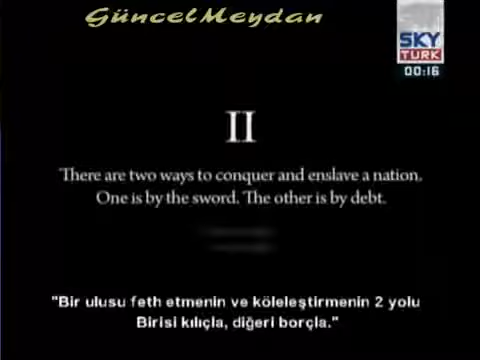 GüncelMeydan
SKY
TURK
00:16
II
There are two ways to conquer and enslave a nation.
One is by the sword. The other is by debt.
"Bir ulusu feth etmenin ve köleleştirmenin 2 yolu
Birisi kılıçla, diğeri borçla."